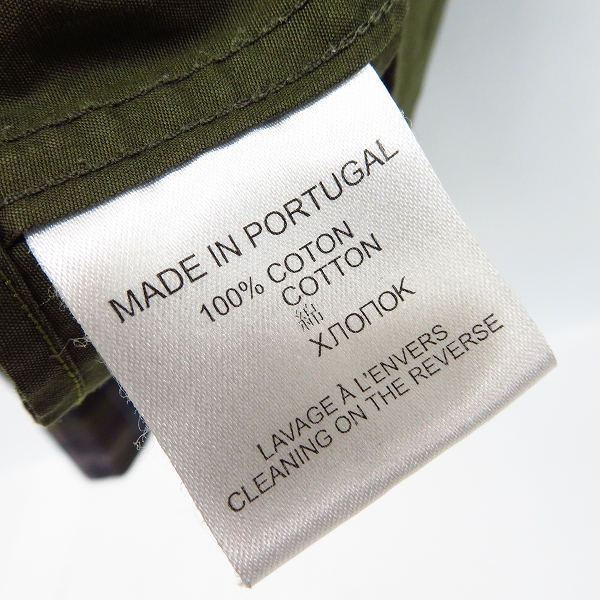 MADE IN PORTUGAL
100% COTON
COTTON
綿
ХЛОПОК
LAVAGE À L'ENVERS
CLEANING ON THE REVERSE